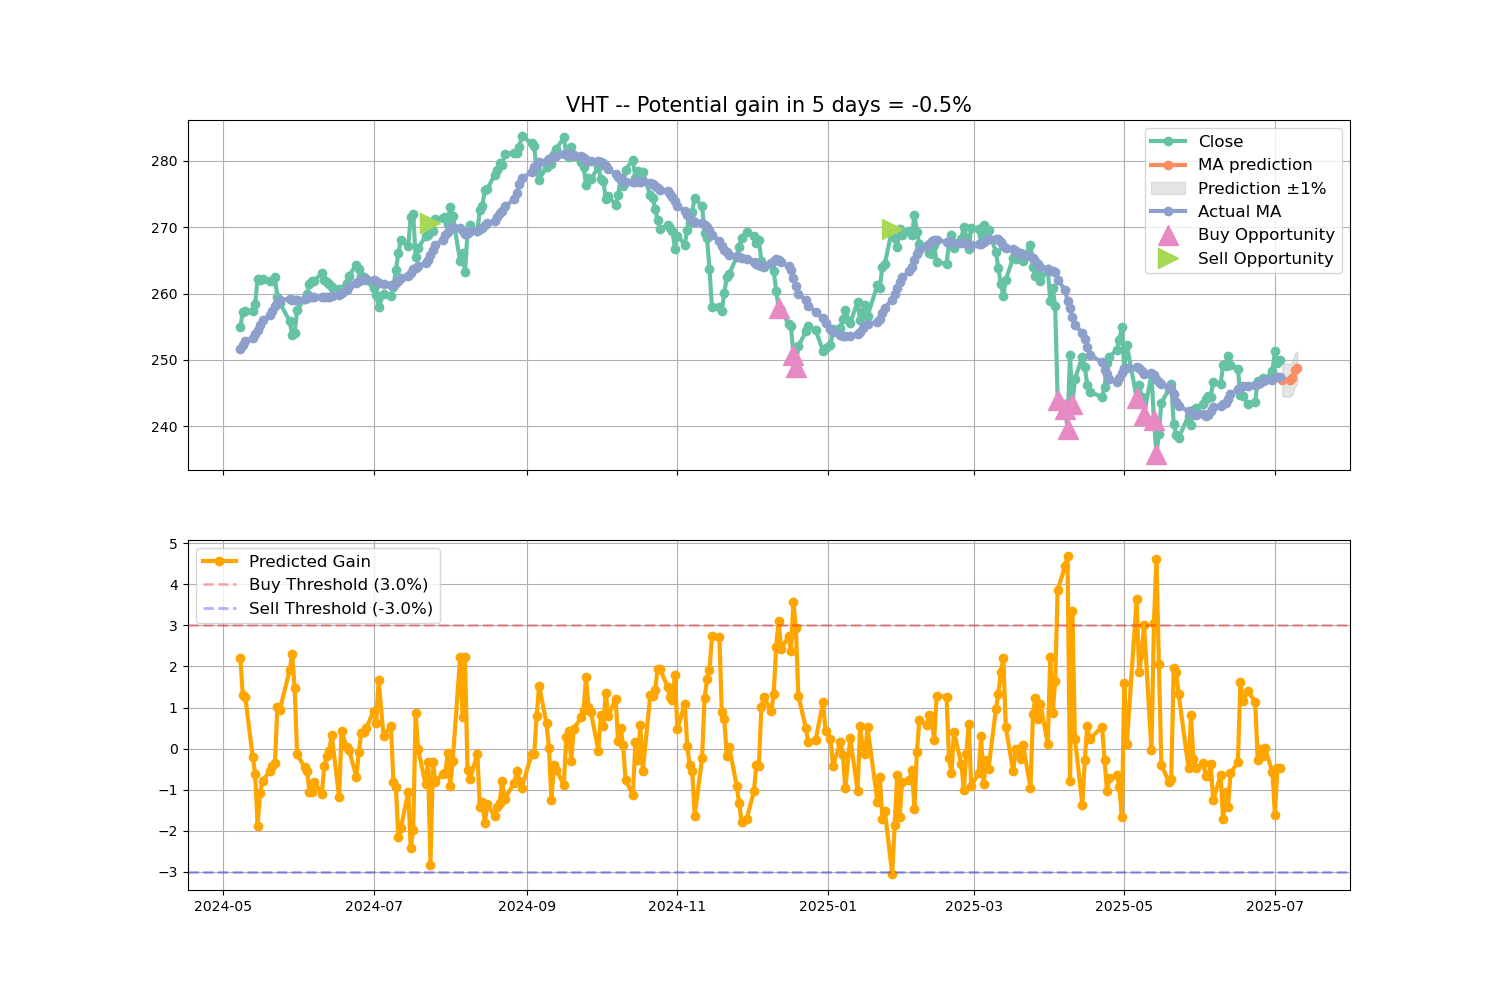 VHT -- Potential gain in 5 days = -0.5%
280
270
260
250
240
Close
MA prediction
Prediction ±1%
Actual MA
Buy Opportunity
Sell Opportunity
5
4
3
2
1
0
−1
−2
−3
Predicted Gain
Buy Threshold (3.0%)
Sell Threshold (-3.0%)
2024-05
2024-07
2024-09
2024-11
2025-01
2025-03
2025-05
2025-07